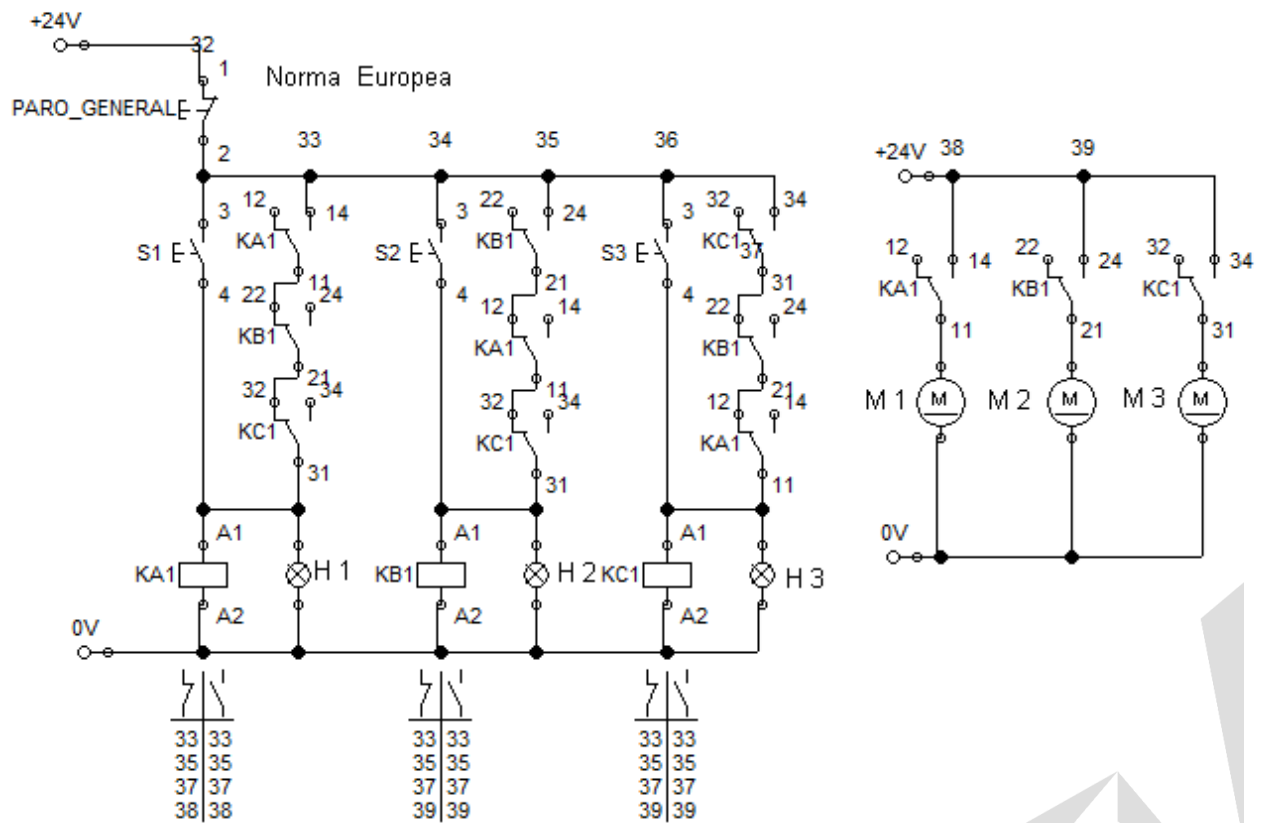 +24V
32
1
Norma Europea
PARO_GENERAL
2
33
34
35
36
+24V
38
39
3
12
14
3
22
24
3
32
34
S1
KA1
S2
KB1
S3
KC1
37
4
11
4
21
4
31
22
24
12
14
22
24
KB1
KA1
KB1
21
11
21
32
34
32
34
12
14
KC1
KC1
KA1
31
31
11
12
14
22
24
32
34
KA1
KB1
KC1
11
21
31
M 1
M
M 2
M
M 3
M
A1
A1
A1
KA1
H 1
KB1
H 2
KC1
H 3
A2
A2
A2
0V
0V
33 33
35 35
37 37
38 38
33 33
35 35
37 37
39 39
33 33
35 35
37 37
39 39